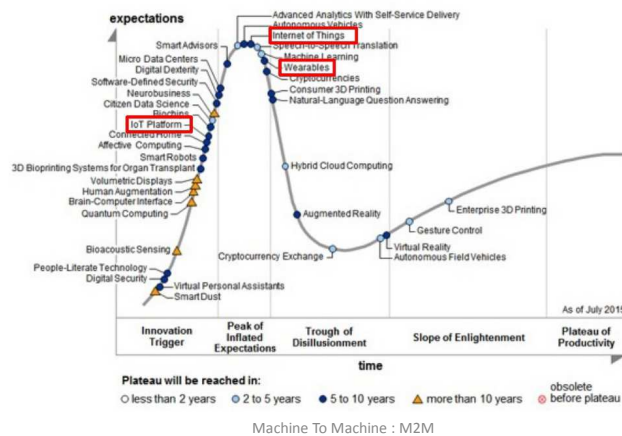 expectations
Advanced Analytics With Self-Service Delivery
Autonomous Vehicles
Internet of Things
Smart Advisors
Speech-to-Speech Translation
Machine Learning
Micro Data Centers
Wearables
Digital Dexterity
Cryptocurrencies
Software-Defined Security
Consumer 3D Printing
Neurobusiness
Natural-Language Question Answering
Citizen Data Science
Biochips
IoT Platform
Connected Home
Affective Computing
Smart Robots
Hybrid Cloud Computing
3D Bioprinting Systems for Organ Transplant
Volumetric Displays
Human Augmentation
Brain-Computer Interface
Enterprise 3D Printing
Quantum Computing
Augmented Reality
Gesture Control
Bioacoustic Sensing
Virtual Reality
Cryptocurrency Exchange
Autonomous Field Vehicles
People-Literate Technology
Digital Security
Virtual Personal Assistants
Smart Dust
As of July 2015
Innovation Trigger
Peak of Inflated Expectations
Trough of Disillusionment
Slope of Enlightenment
Plateau of Productivity
time
Plateau will be reached in:
less than 2 years
2 to 5 years
5 to 10 years
more than 10 years
obsolete before plateau
Machine To Machine : M2M